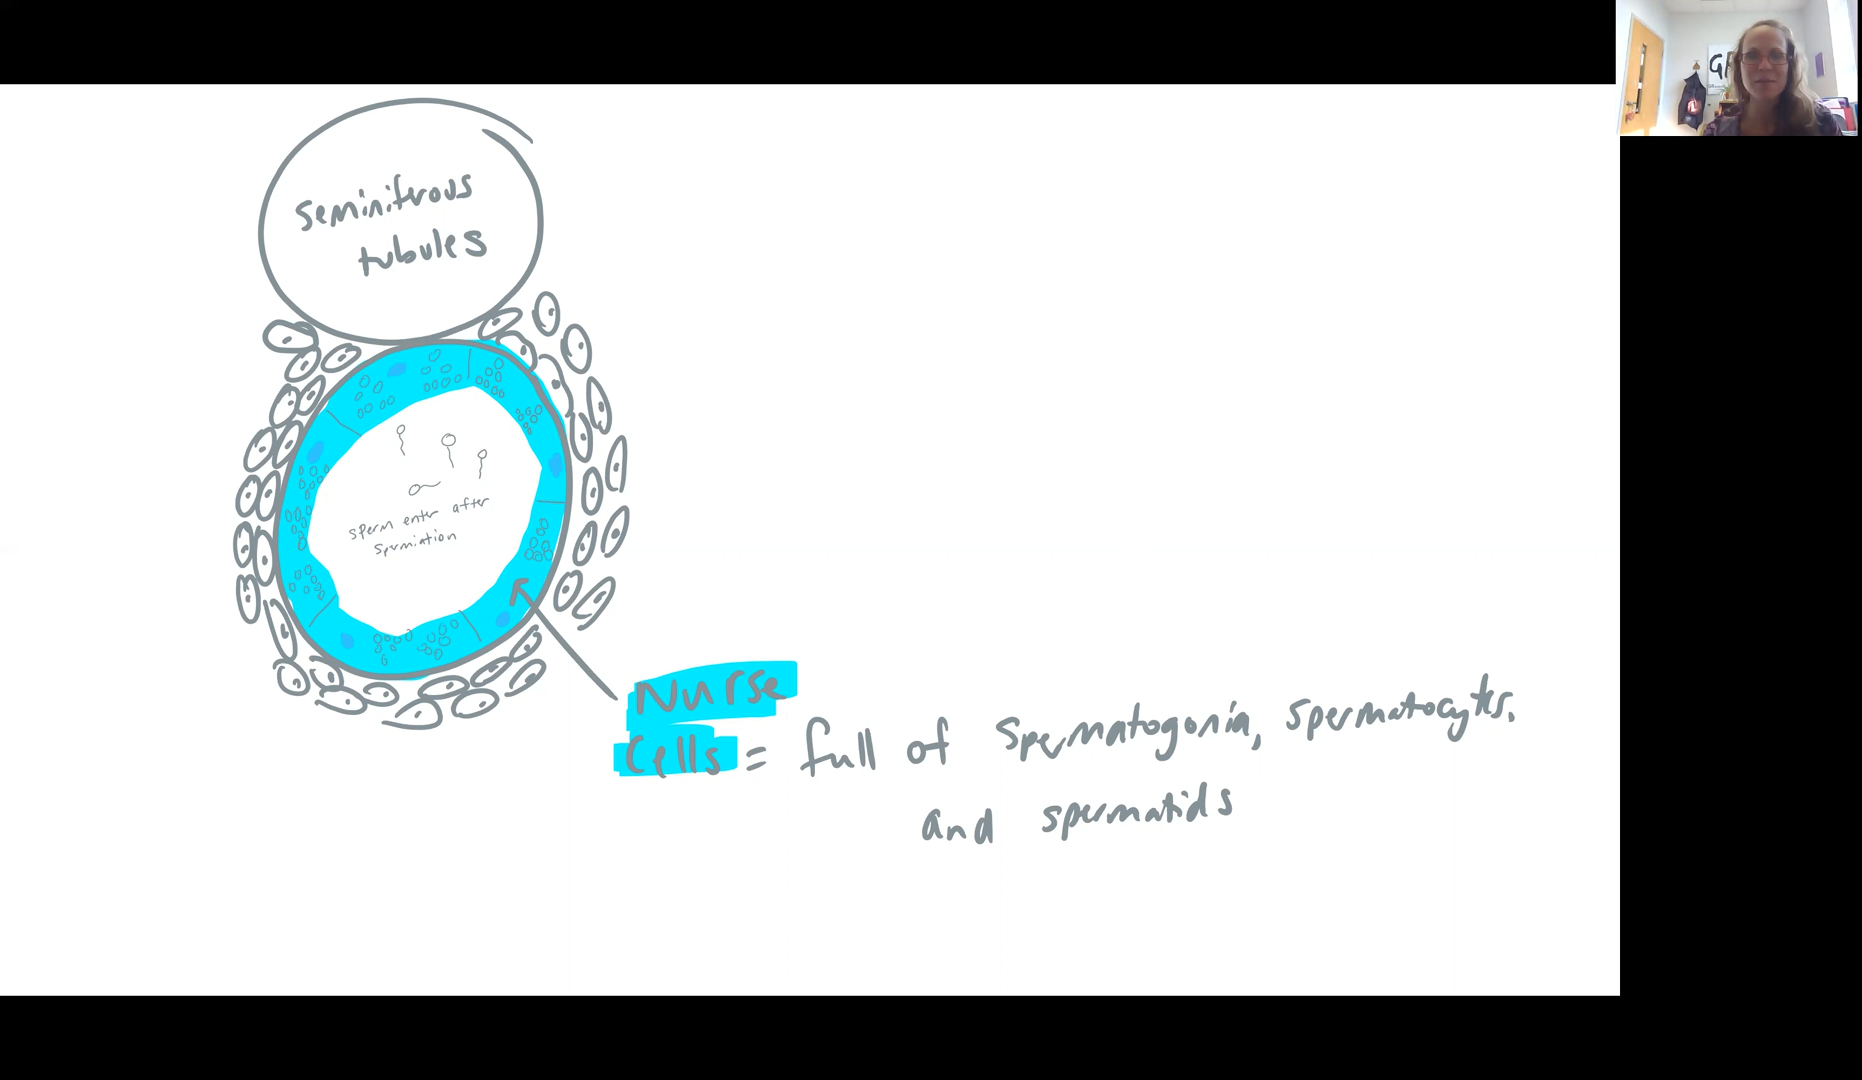 seminiferous
tubules
sperm enter after
spermiation
Nurse
Cells = full of spermatogonia, spermatocytes,
and spermatids